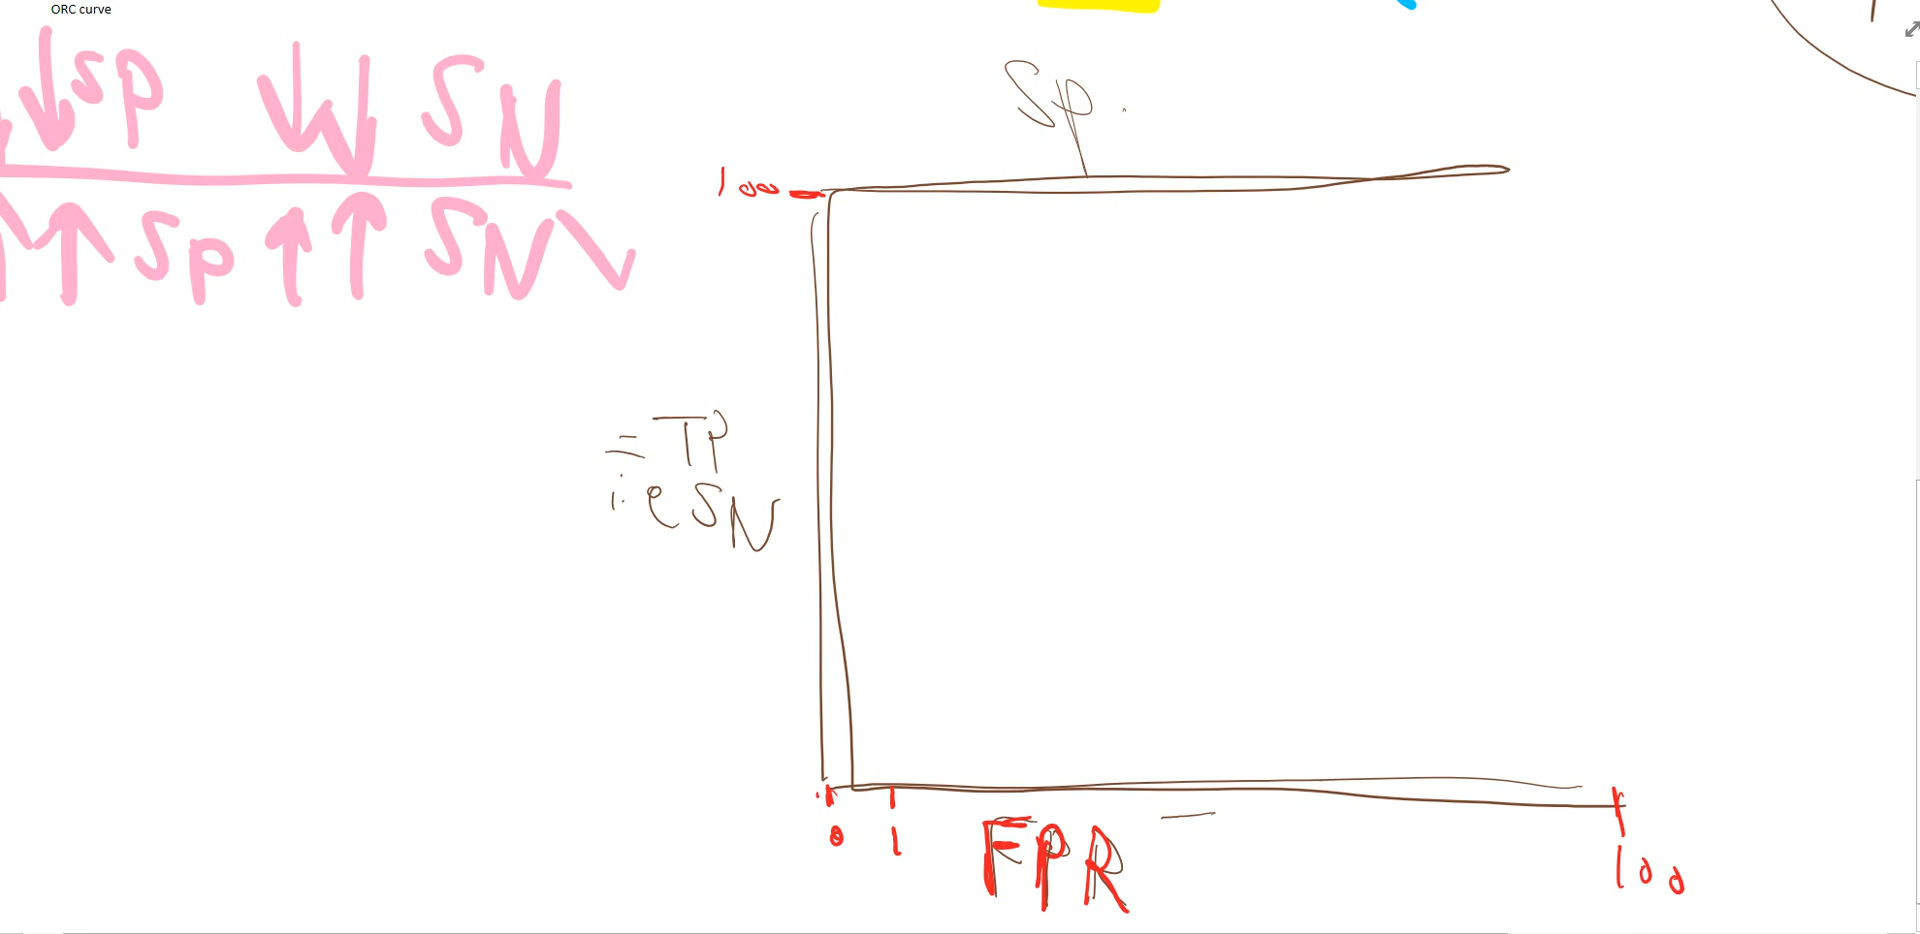 ORC curve
↓sp ↓↓ SN
↑ Sp ↑↑ SN
Sp.
100
= TP
i.e SN
0 1 100
FPR